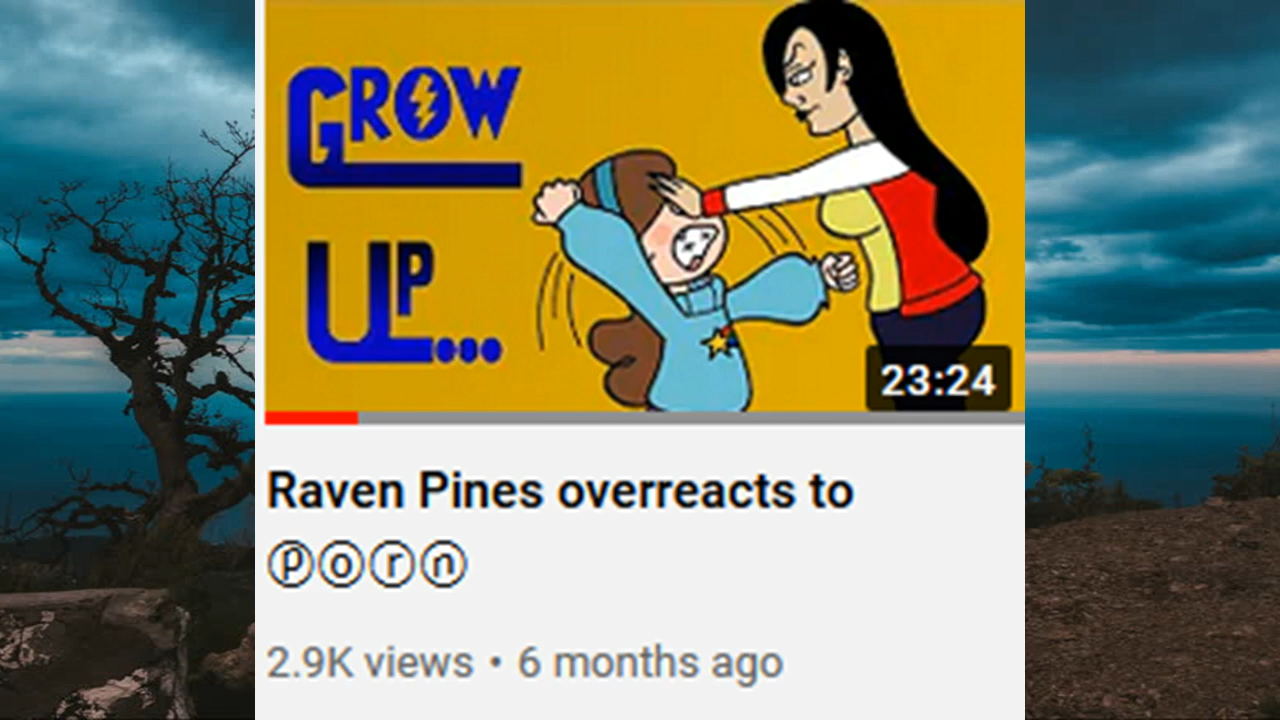 GROW
UP...
23:24
Raven Pines overreacts to
ⓟⓞⓡⓝ
2.9K views • 6 months ago